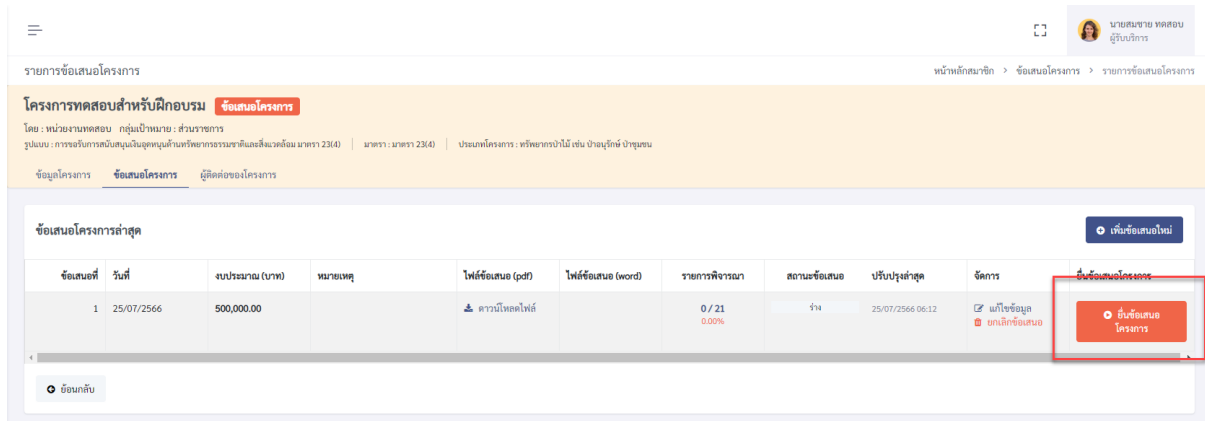 นายสมชาย ทดสอบ
ผู้รับบริการ
รายการข้อเสนอโครงการ
หน้าหลักสมาชิก > ข้อเสนอโครงการ > รายการข้อเสนอโครงการ
โครงการทดสอบสำหรับฝึกอบรม ข้อเสนอโครงการ
โดย : หน่วยงานทดสอบ กลุ่มเป้าหมาย : ส่วนราชการ
รูปแบบ : การขอรับการสนับสนุนเงินอุดหนุนด้านทรัพยากรธรรมชาติและสิ่งแวดล้อม มาตรา 23(4) | มาตรา : มาตรา 23(4) | ประเภทโครงการ : ทรัพยากรป่าไม้ เช่น ป่าอนุรักษ์ ป่าชุมชน
ข้อมูลโครงการ ข้อเสนอโครงการ ผู้ติดต่อของโครงการ
ข้อเสนอโครงการล่าสุด
เพิ่มข้อเสนอใหม่
ข้อเสนอที่ วันที่ งบประมาณ (บาท) หมายเหตุ ไฟล์ข้อเสนอ (pdf) ไฟล์ข้อเสนอ (word) รายการพิจารณา สถานะข้อเสนอ ปรับปรุงล่าสุด จัดการ ยื่นข้อเสนอโครงการ
1 25/07/2566 500,000.00 ดาวน์โหลดไฟล์ 0 / 21 ร่าง 25/07/2566 06:12 แก้ไขข้อมูล ยื่นข้อเสนอ
0.00% ยกเลิกข้อเสนอ โครงการ
ย้อนกลับ